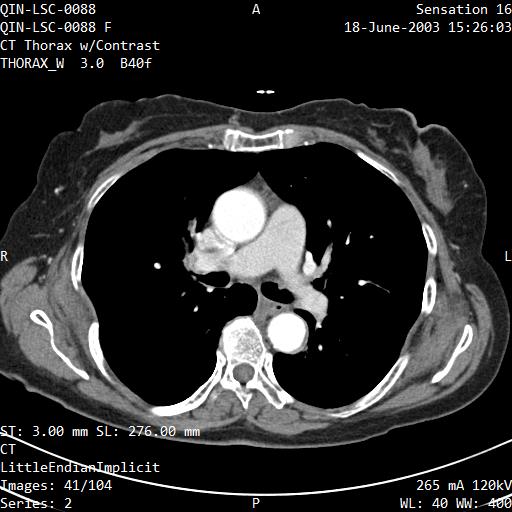 QIN-LSC-0088
A
Sensation 16
QIN-LSC-0088 F
18-June-2003 15:26:03
CT Thorax w/Contrast
THORAX_W 3.0 B40f
R
L
ST: 3.00 mm SL: 276.00 mm
CT
LittleEndianImplicit
Images: 41/104
265 mA 120kV
Series: 2
P
WL: 40 WW: 400